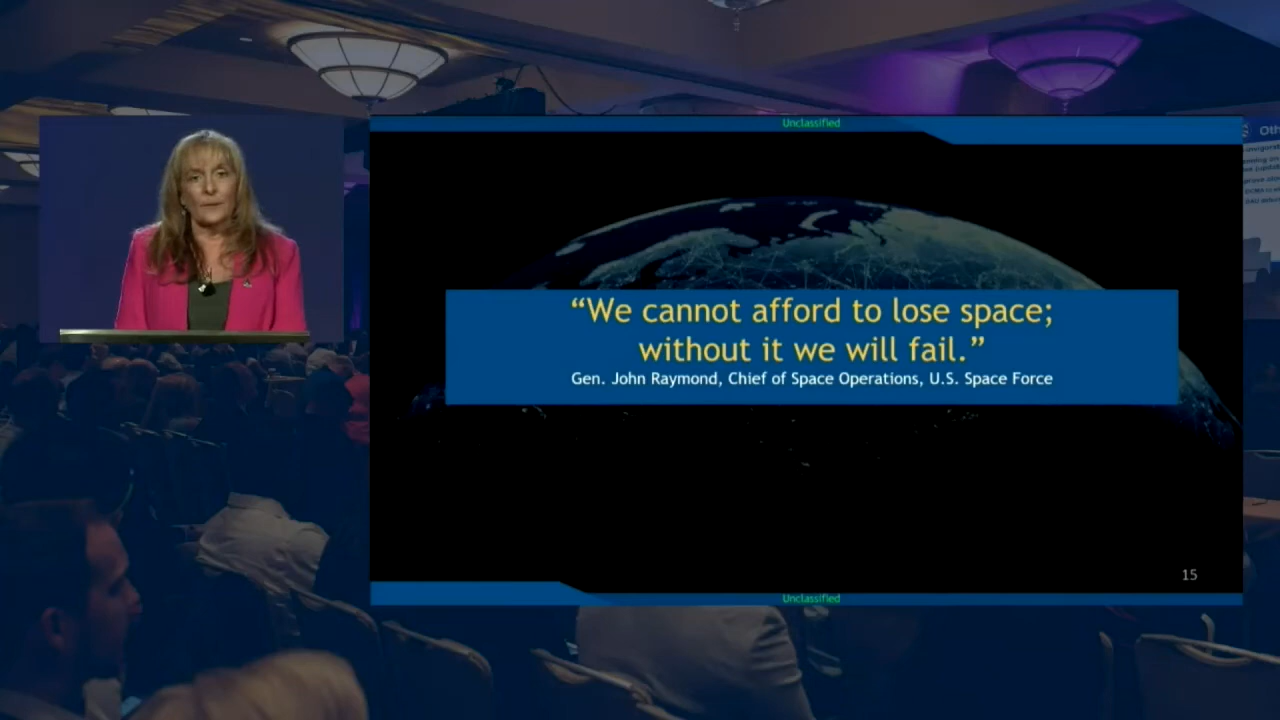 Unclassified
Oth
“We cannot afford to lose space;
without it we will fail.”
Gen. John Raymond, Chief of Space Operations, U.S. Space Force
15
Unclassified